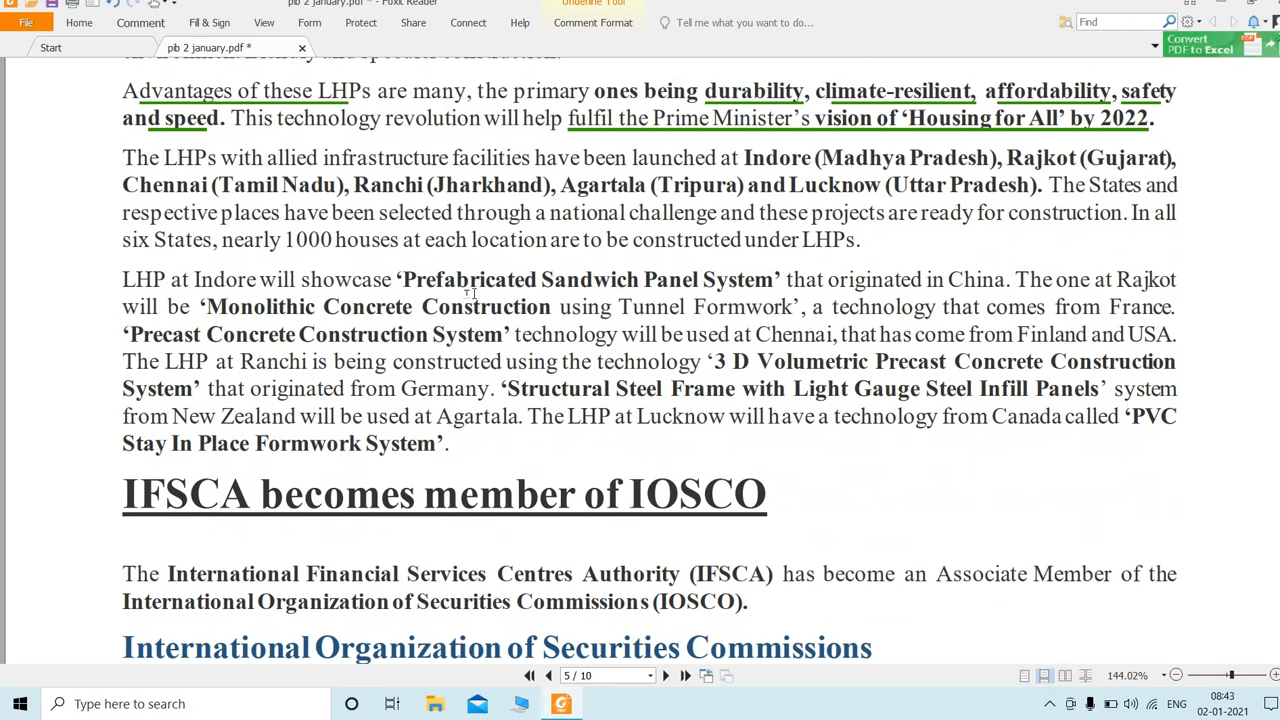 pib 2 january.pdf * - Foxit Reader
Underline Tool
File
Home
Comment
Fill & Sign
View
Form
Protect
Share
Connect
Help
Comment Format
Tell me what you want to do...
Find
Start
pib 2 january.pdf *
Convert
PDF to Excel
Advantages of these LHPs are many, the primary ones being durability, climate-resilient, affordability, safety
and speed. This technology revolution will help fulfil the Prime Minister's vision of 'Housing for All' by 2022.
The LHPs with allied infrastructure facilities have been launched at Indore (Madhya Pradesh), Rajkot (Gujarat),
Chennai (Tamil Nadu), Ranchi (Jharkhand), Agartala (Tripura) and Lucknow (Uttar Pradesh). The States and
respective places have been selected through a national challenge and these projects are ready for construction. In all
six States, nearly 1000 houses at each location are to be constructed under LHPs.
LHP at Indore will showcase 'Prefabricated Sandwich Panel System' that originated in China. The one at Rajkot
will be 'Monolithic Concrete Construction using Tunnel Formwork', a technology that comes from France.
'Precast Concrete Construction System' technology will be used at Chennai, that has come from Finland and USA.
The LHP at Ranchi is being constructed using the technology '3 D Volumetric Precast Concrete Construction
System' that originated from Germany. 'Structural Steel Frame with Light Gauge Steel Infill Panels' system
from New Zealand will be used at Agartala. The LHP at Lucknow will have a technology from Canada called 'PVC
Stay In Place Formwork System'.
IFSCA becomes member of IOSCO
The International Financial Services Centres Authority (IFSCA) has become an Associate Member of the
International Organization of Securities Commissions (IOSCO).
International Organization of Securities Commissions
5 / 10
144.02%
Type here to search
ENG
08:43
02-01-2021